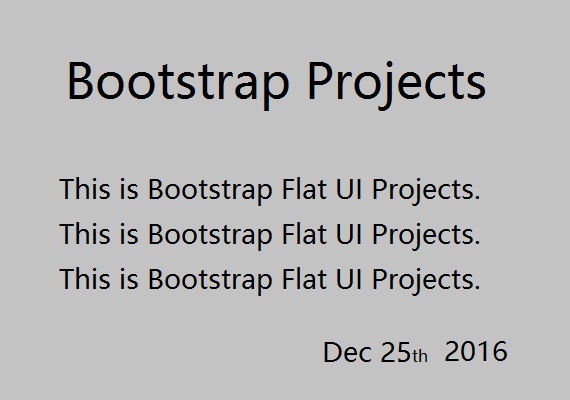 Bootstrap Projects
This is Bootstrap Flat UI Projects.
This is Bootstrap Flat UI Projects.
This is Bootstrap Flat UI Projects.
Dec 25th 2016